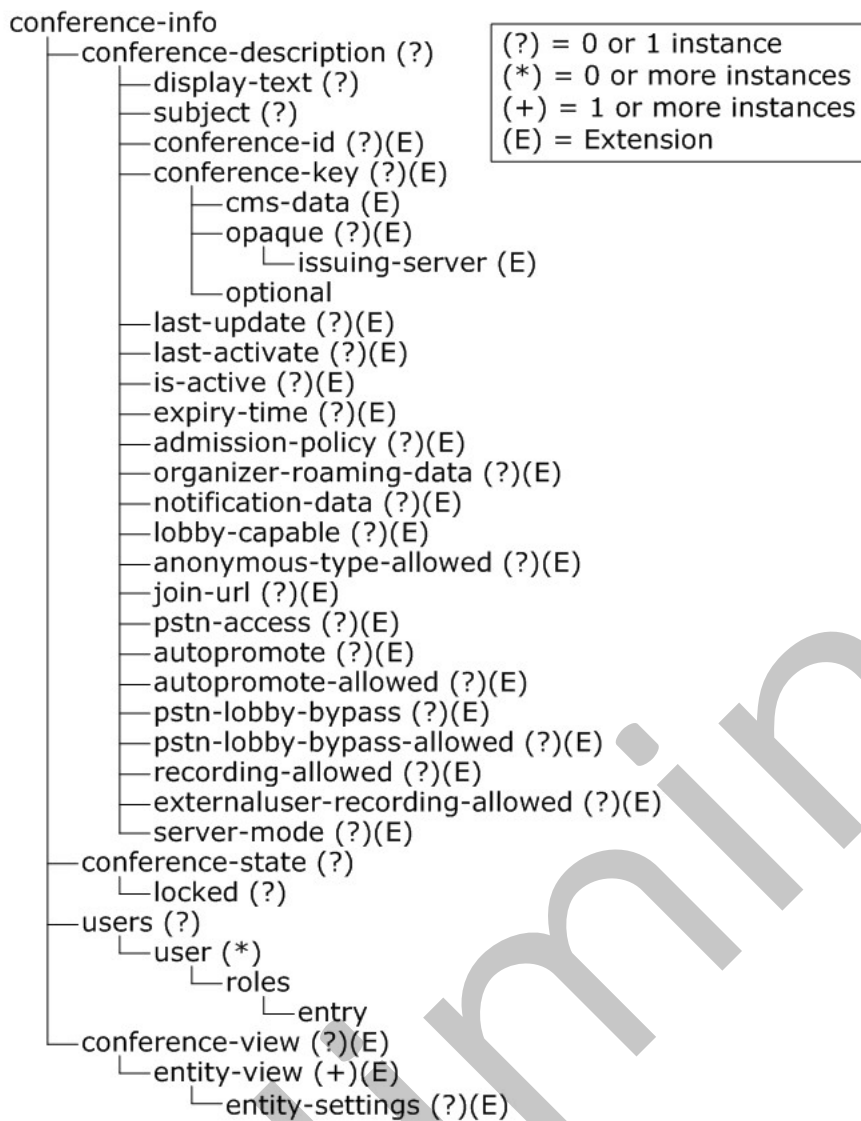 conference-info
conference-description (?)
display-text (?)
subject (?)
conference-id (?)(E)
conference-key (?)(E)
cms-data (E)
opaque (?)(E)
issuing-server (E)
optional
last-update (?)(E)
last-activate (?)(E)
is-active (?)(E)
expiry-time (?)(E)
admission-policy (?)(E)
organizer-roaming-data (?)(E)
notification-data (?)(E)
lobby-capable (?)(E)
anonymous-type-allowed (?)(E)
join-url (?)(E)
pstn-access (?)(E)
autopromote (?)(E)
autopromote-allowed (?)(E)
pstn-lobby-bypass (?)(E)
pstn-lobby-bypass-allowed (?)(E)
recording-allowed (?)(E)
externaluser-recording-allowed (?)(E)
server-mode (?)(E)
conference-state (?)
locked (?)
users (?)
user (*)
roles
entry
conference-view (?)(E)
entity-view (+)(E)
entity-settings (?)(E)
(?) = 0 or 1 instance
(*) = 0 or more instances
(+) = 1 or more instances
(E) = Extension